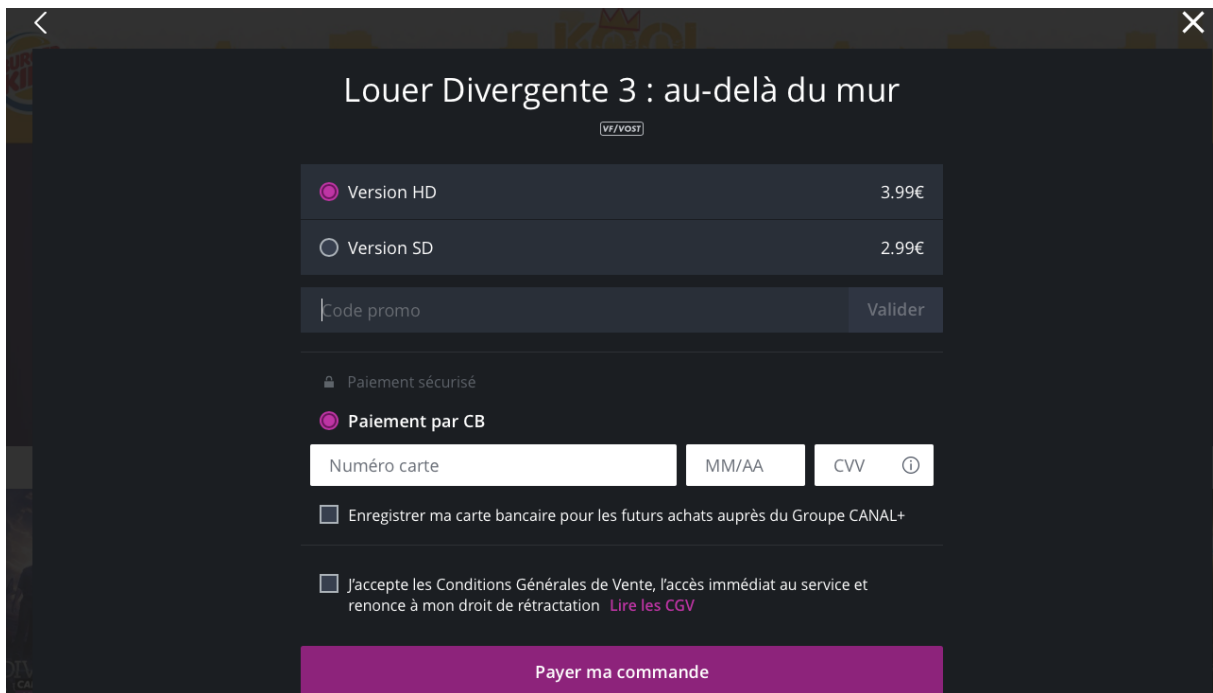 Louer Divergente 3 : au-delà du mur
VF/VOST
Version HD 3.99€
Version SD 2.99€
Code promo Valider
Paiement sécurisé
Paiement par CB
Numéro carte MM/AA CVV
Enregistrer ma carte bancaire pour les futurs achats auprès du Groupe CANAL+
J'accepte les Conditions Générales de Vente, l'accès immédiat au service et
renonce à mon droit de rétractation Lire les CGV
Payer ma commande